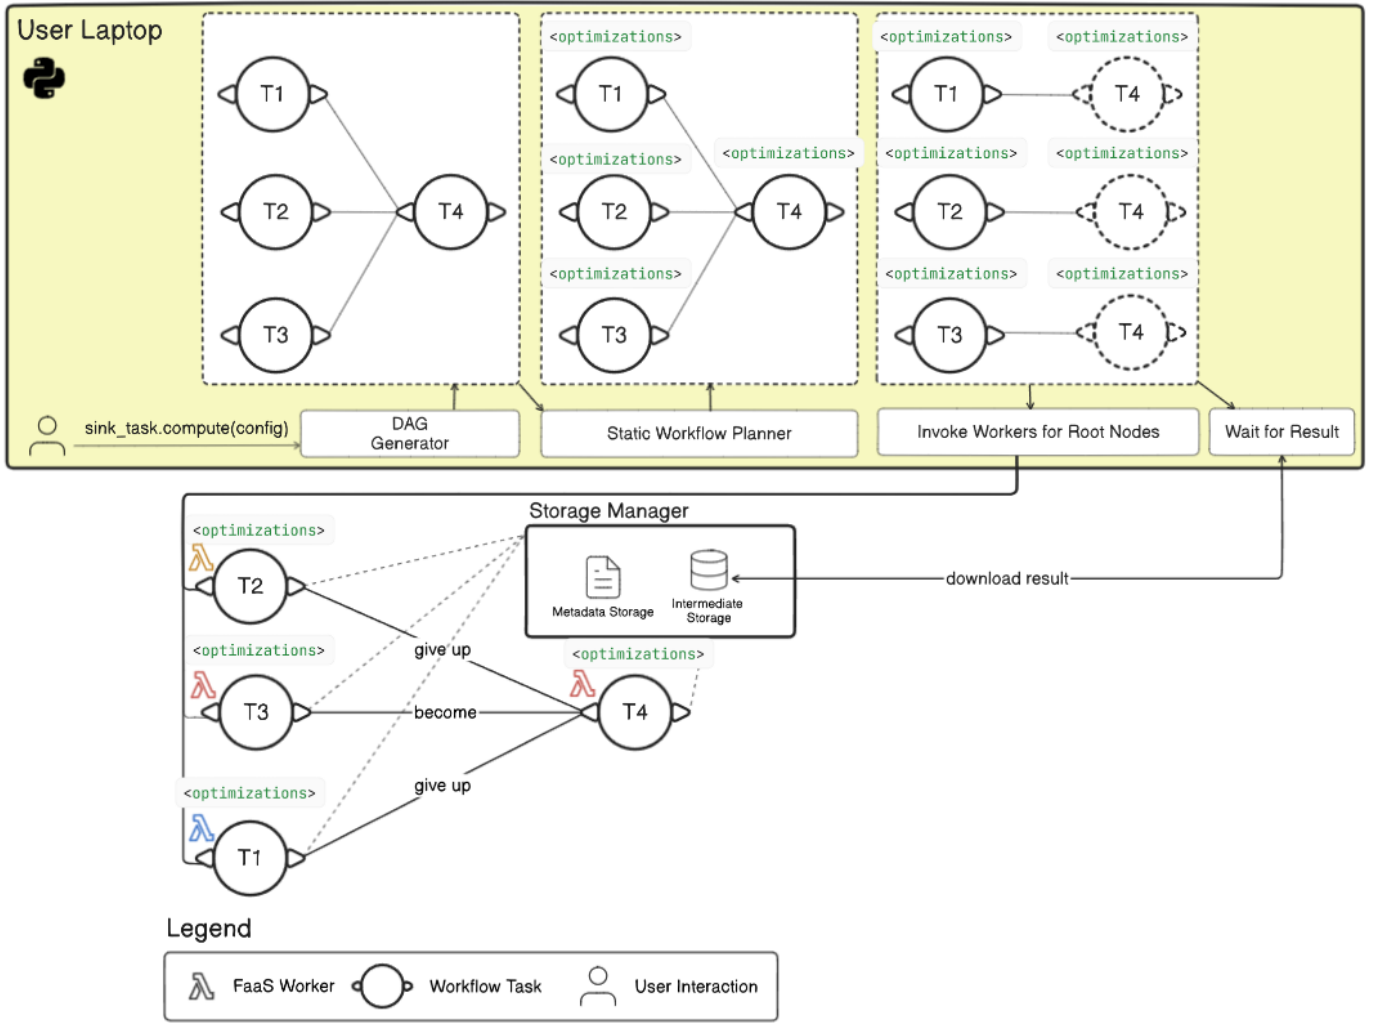 User Laptop
<optimizations>
<optimizations>
<optimizations>
T1
T1
T1
T4
<optimizations>
<optimizations>
<optimizations>
<optimizations>
T2
T4
T2
T4
T2
T4
<optimizations>
<optimizations>
<optimizations>
T3
T3
T3
T4
sink_task.compute(config)
DAG
Generator
Static Workflow Planner
Invoke Workers for Root Nodes
Wait for Result
Storage Manager
<optimizations>
T2
Metadata Storage
Intermediate
Storage
download result
<optimizations>
give up
<optimizations>
T3
become
T4
<optimizations>
give up
T1
Legend
FaaS Worker
Workflow Task
User Interaction